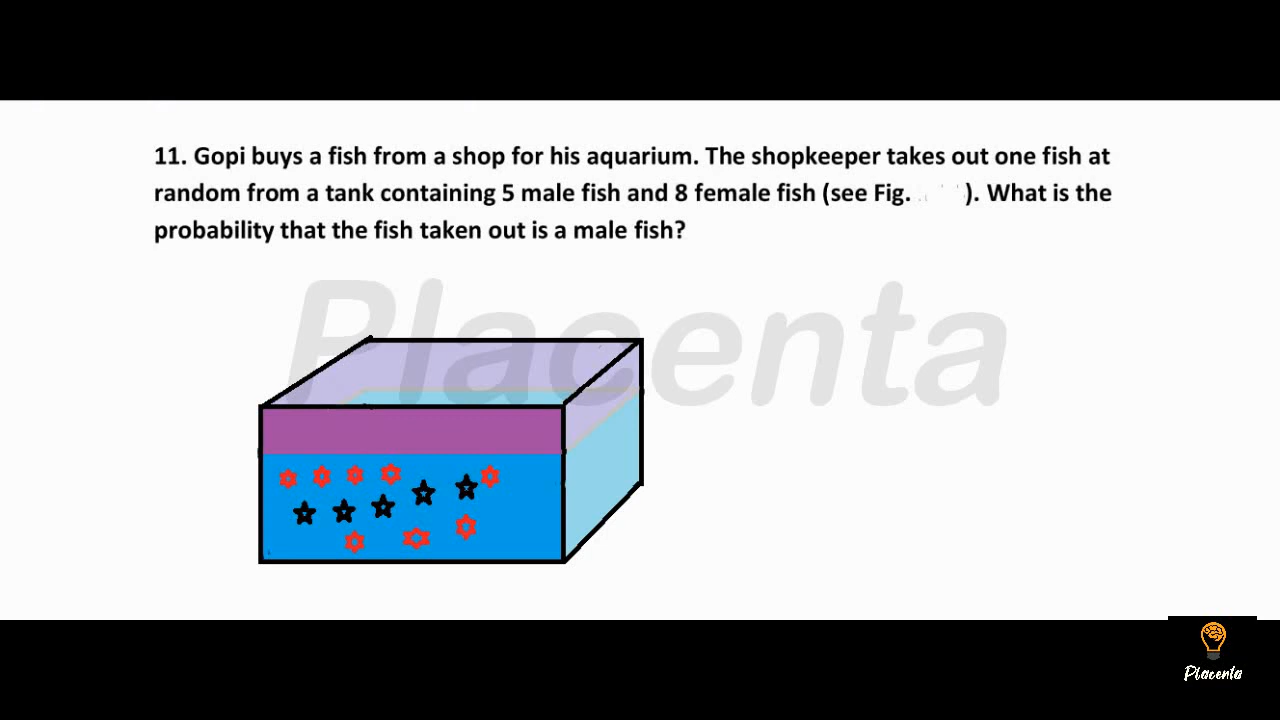 11. Gopi buys a fish from a shop for his aquarium. The shopkeeper takes out one fish at
random from a tank containing 5 male fish and 8 female fish (see Fig. ). What is the
probability that the fish taken out is a male fish?
Placenta
Placenta